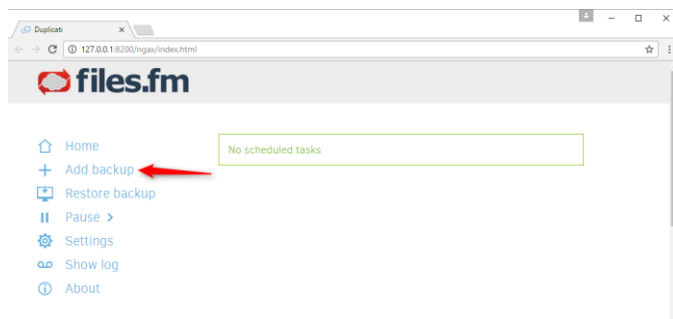 Duplicati
127.0.0.1:8200/ngax/index.html
files.fm
Home
No scheduled tasks
Add backup
Restore backup
Pause
Settings
Show log
About